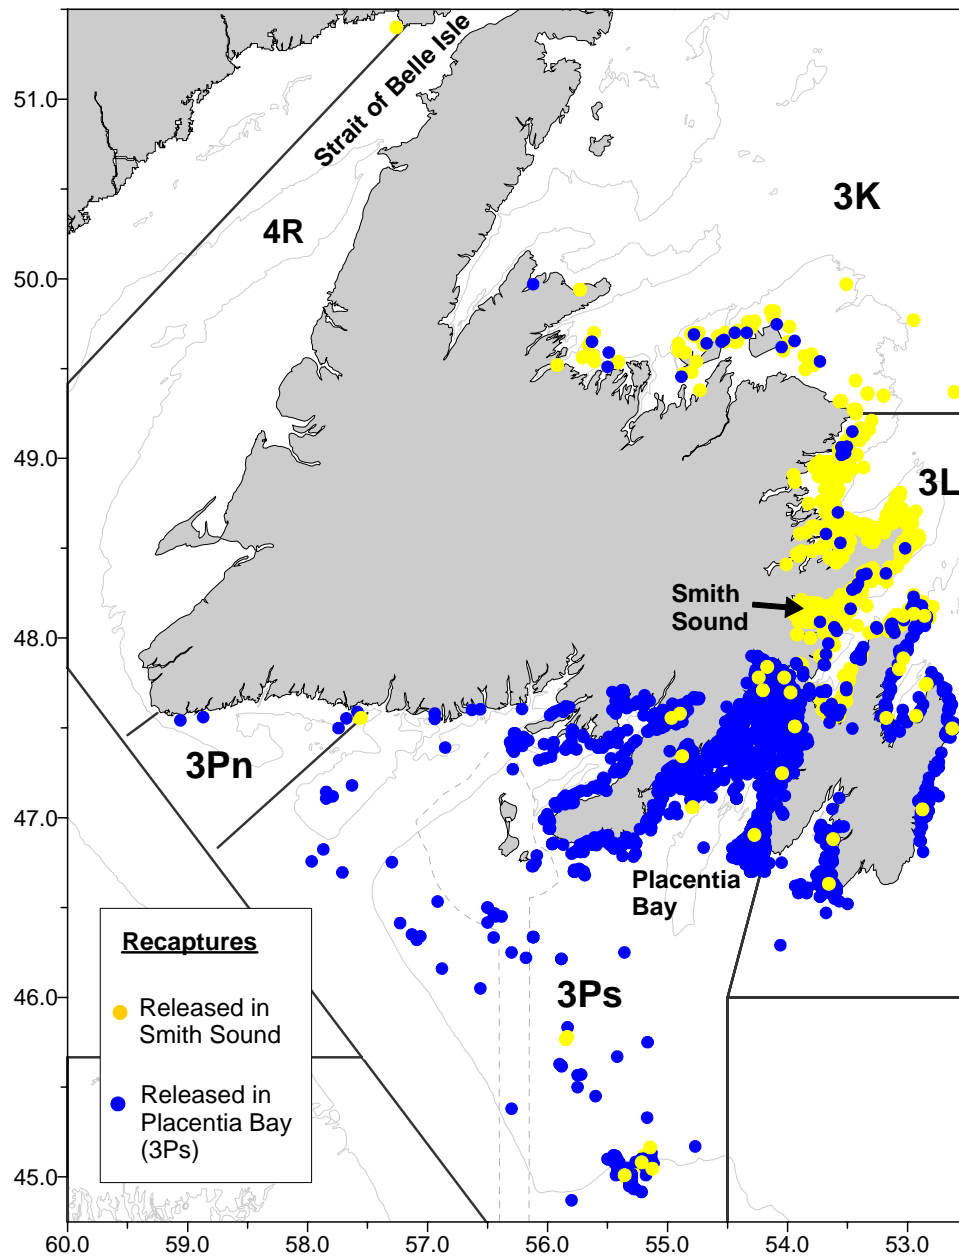 Strait of Belle Isle
51.0
3K
4R
50.0
49.0
3L
Smith
Sound
48.0
3Pn
47.0
Placentia
Bay
Recaptures
3Ps
46.0
Released in
Smith Sound
Released in
Placentia Bay
(3Ps)
45.0
60.0 59.0 58.0 57.0 56.0 55.0 54.0 53.0